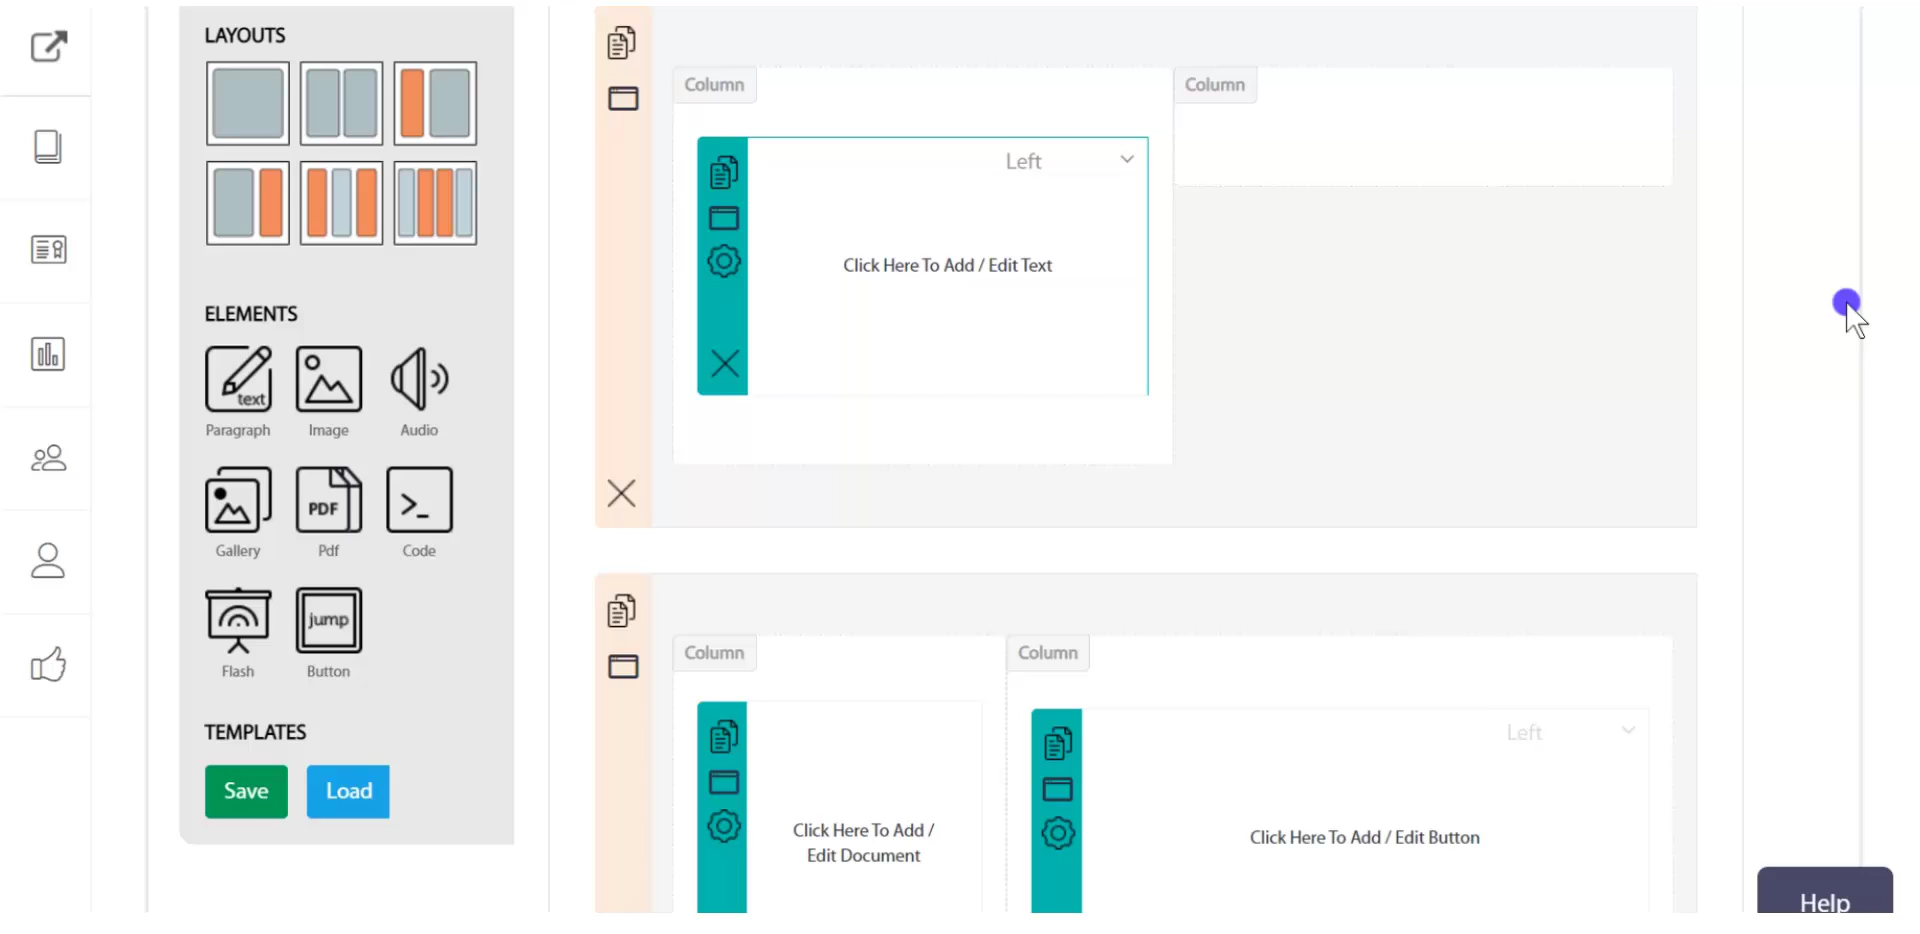 LAYOUTS
ELEMENTS
text
Paragraph
Image
Audio
PDF
Gallery
Pdf
Code
jump
Flash
Button
TEMPLATES
Save
Load
Column
Column
Left
Click Here To Add / Edit Text
Column
Column
Click Here To Add /
Edit Document
Left
Click Here To Add / Edit Button
Help